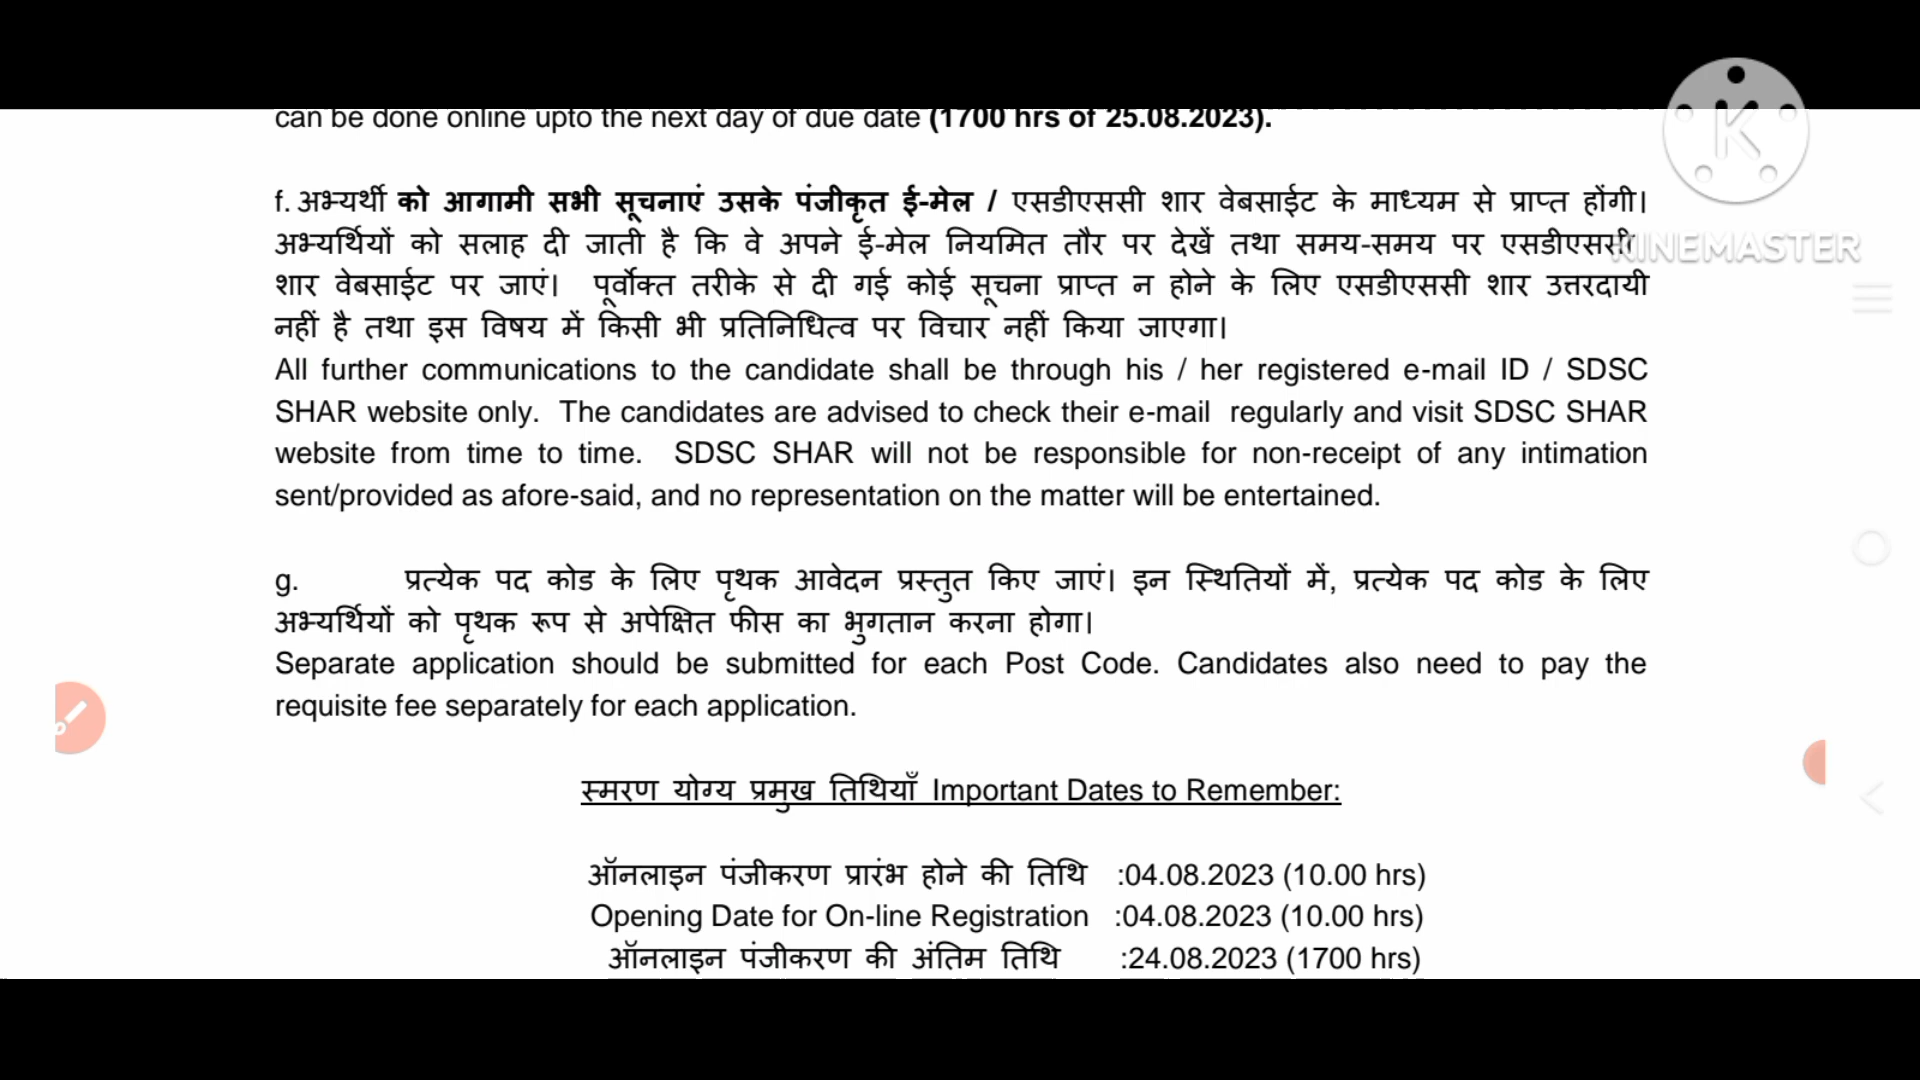 can be done online upto the next day of due date (1700 hrs of 25.08.2023).
f. अभ्यर्थी को आगामी सभी सूचनाएं उसके पंजीकृत ई-मेल / एसडीएससी शार वेबसाईट के माध्यम से प्राप्त होंगी।
अभ्यर्थियों को सलाह दी जाती है कि वे अपने ई-मेल नियमित तौर पर देखें तथा समय-समय पर एसडीएससी
शार वेबसाईट पर जाएं। पूर्वोक्त तरीके से दी गई कोई सूचना प्राप्त न होने के लिए एसडीएससी शार उत्तरदायी
नहीं है तथा इस विषय में किसी भी प्रतिनिधित्व पर विचार नहीं किया जाएगा।
All further communications to the candidate shall be through his / her registered e-mail ID / SDSC
SHAR website only. The candidates are advised to check their e-mail regularly and visit SDSC SHAR
website from time to time. SDSC SHAR will not be responsible for non-receipt of any intimation
sent/provided as afore-said, and no representation on the matter will be entertained.
g. प्रत्येक पद कोड के लिए पृथक आवेदन प्रस्तुत किए जाएं। इन स्थितियों में, प्रत्येक पद कोड के लिए
अभ्यर्थियों को पृथक रूप से अपेक्षित फीस का भुगतान करना होगा।
Separate application should be submitted for each Post Code. Candidates also need to pay the
requisite fee separately for each application.
स्मरण योग्य प्रमुख तिथियाँ Important Dates to Remember:
ऑनलाइन पंजीकरण प्रारंभ होने की तिथि :04.08.2023 (10.00 hrs)
Opening Date for On-line Registration :04.08.2023 (10.00 hrs)
ऑनलाइन पंजीकरण की अंतिम तिथि :24.08.2023 (1700 hrs)
K
KINEMASTER